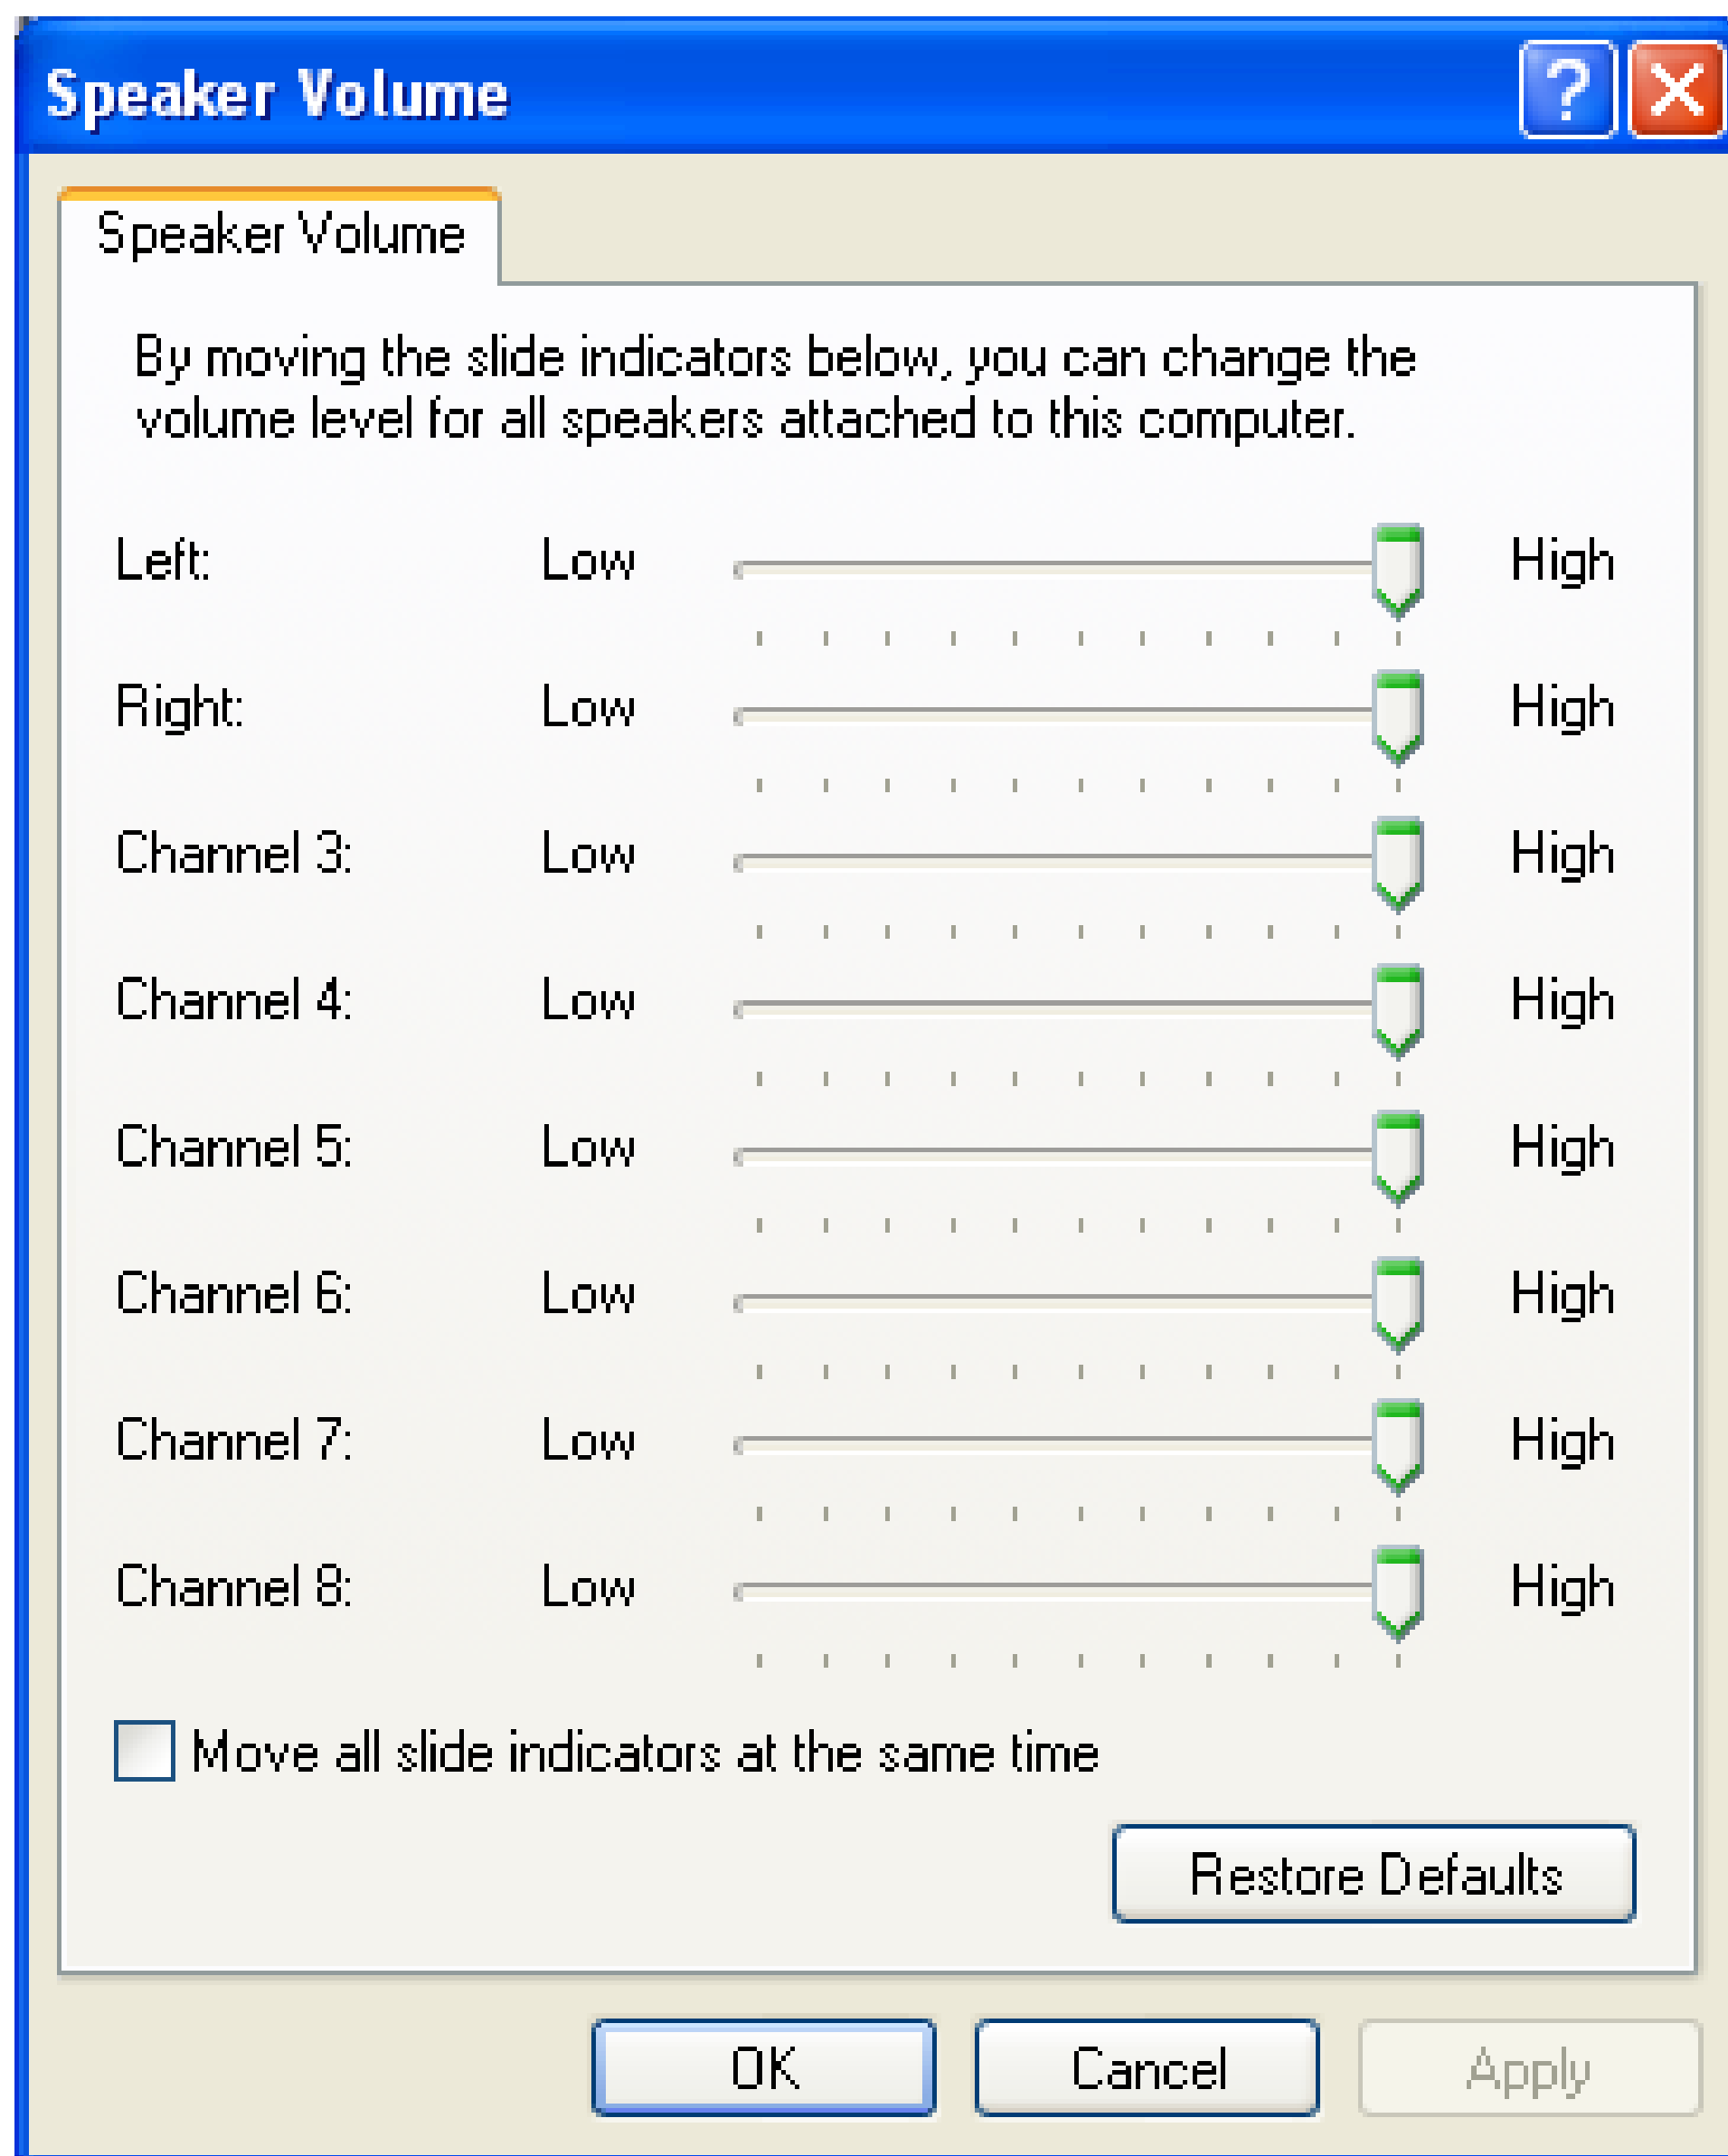 Speaker Volume
Speaker Volume
By moving the slide indicators below, you can change the
volume level for all speakers attached to this computer.
Left: Low High
Right: Low High
Channel 3: Low High
Channel 4: Low High
Channel 5: Low High
Channel 6: Low High
Channel 7: Low High
Channel 8: Low High
Move all slide indicators at the same time
Restore Defaults
OK Cancel Apply